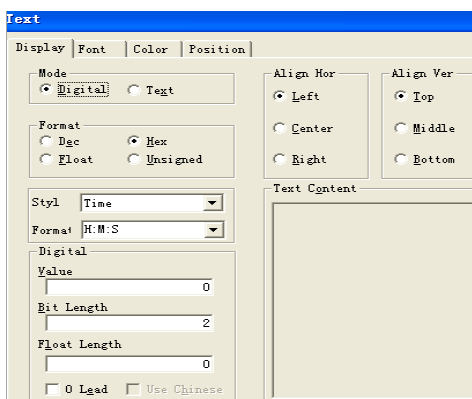 Text
Display Font Color Position
Mode
Digital Text
Format
Dec Hex
Float Unsigned
Align Hor
Left
Center
Right
Align Ver
Top
Middle
Bottom
Styl Time
Format H:M:S
Digital
Value
0
Bit Length
2
Float Length
0
0 Lead Use Chinese
Text Content